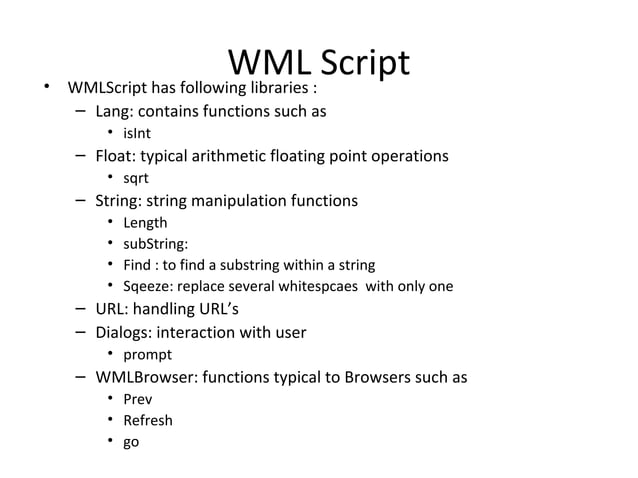 WML Script
• WMLScript has following libraries :
– Lang: contains functions such as
• isInt
– Float: typical arithmetic floating point operations
• sqrt
– String: string manipulation functions
• Length
• subString:
• Find : to find a substring within a string
• Sqeeze: replace several whitespcaes with only one
– URL: handling URL’s
– Dialogs: interaction with user
• prompt
– WMLBrowser: functions typical to Browsers such as
• Prev
• Refresh
• go